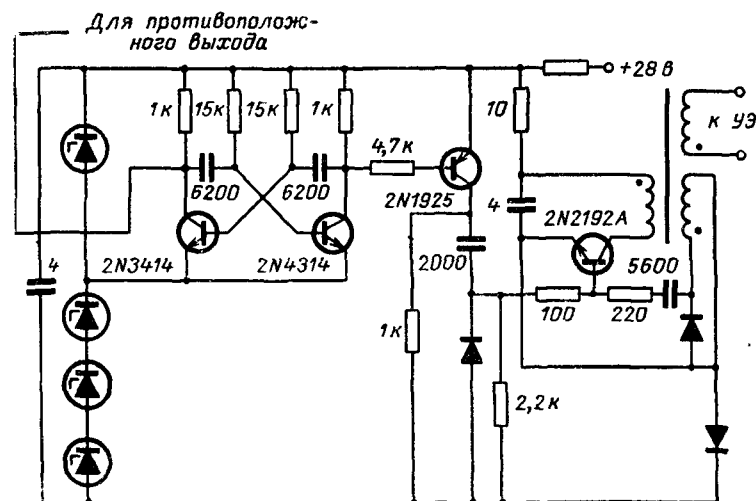 Для противополож-
ного выхода
+28 в
1к
15к
15к
1к
10
к УЭ
4,7к
6200
6200
2N1925
4
2N2192А
2N3414
2N4314
2000
5600
4
100
220
1к
2,2к